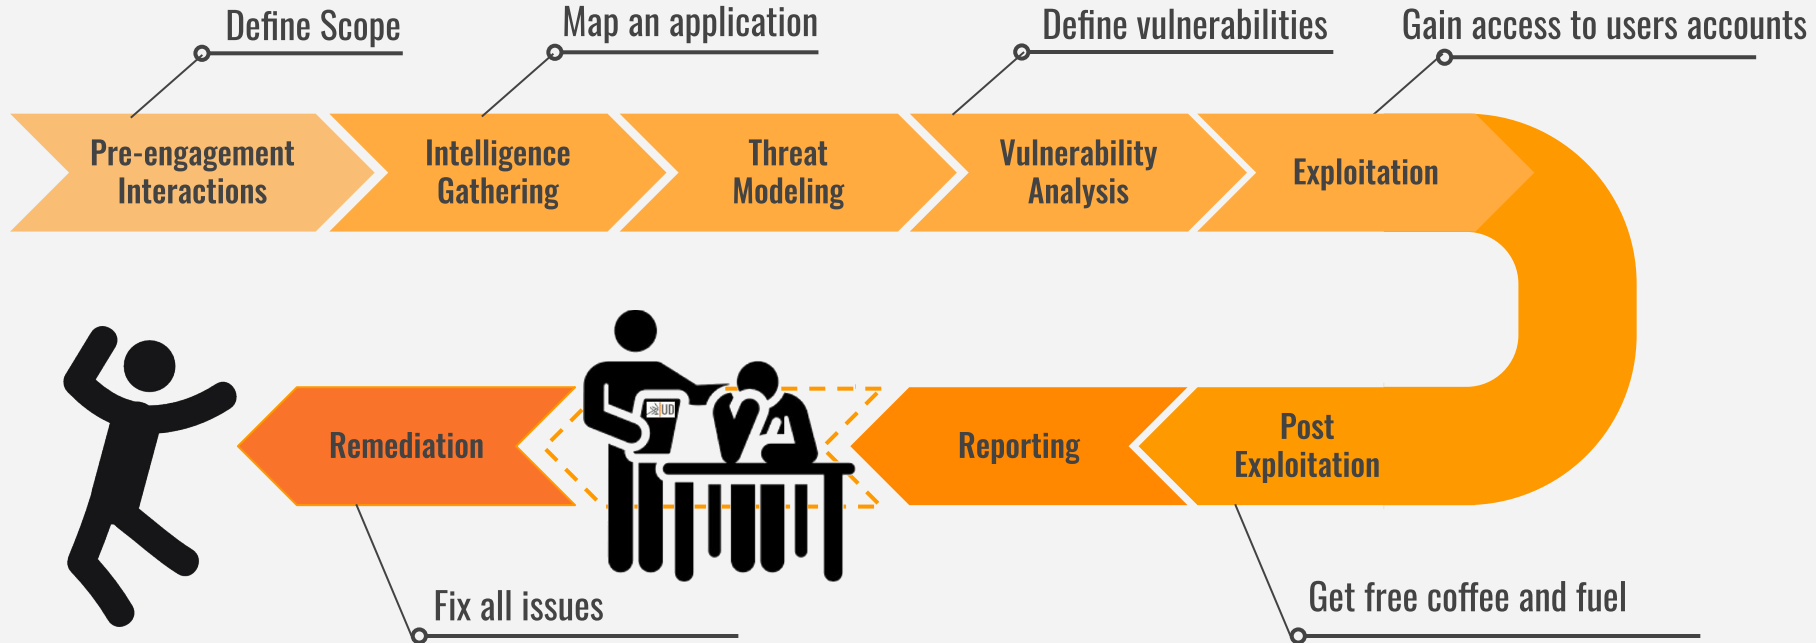 Define Scope
Map an application
Define vulnerabilities
Gain access to users accounts
Pre-engagement
Interactions
Intelligence
Gathering
Threat
Modeling
Vulnerability
Analysis
Exploitation
Post
Exploitation
Reporting
UD
Remediation
Get free coffee and fuel
Fix all issues